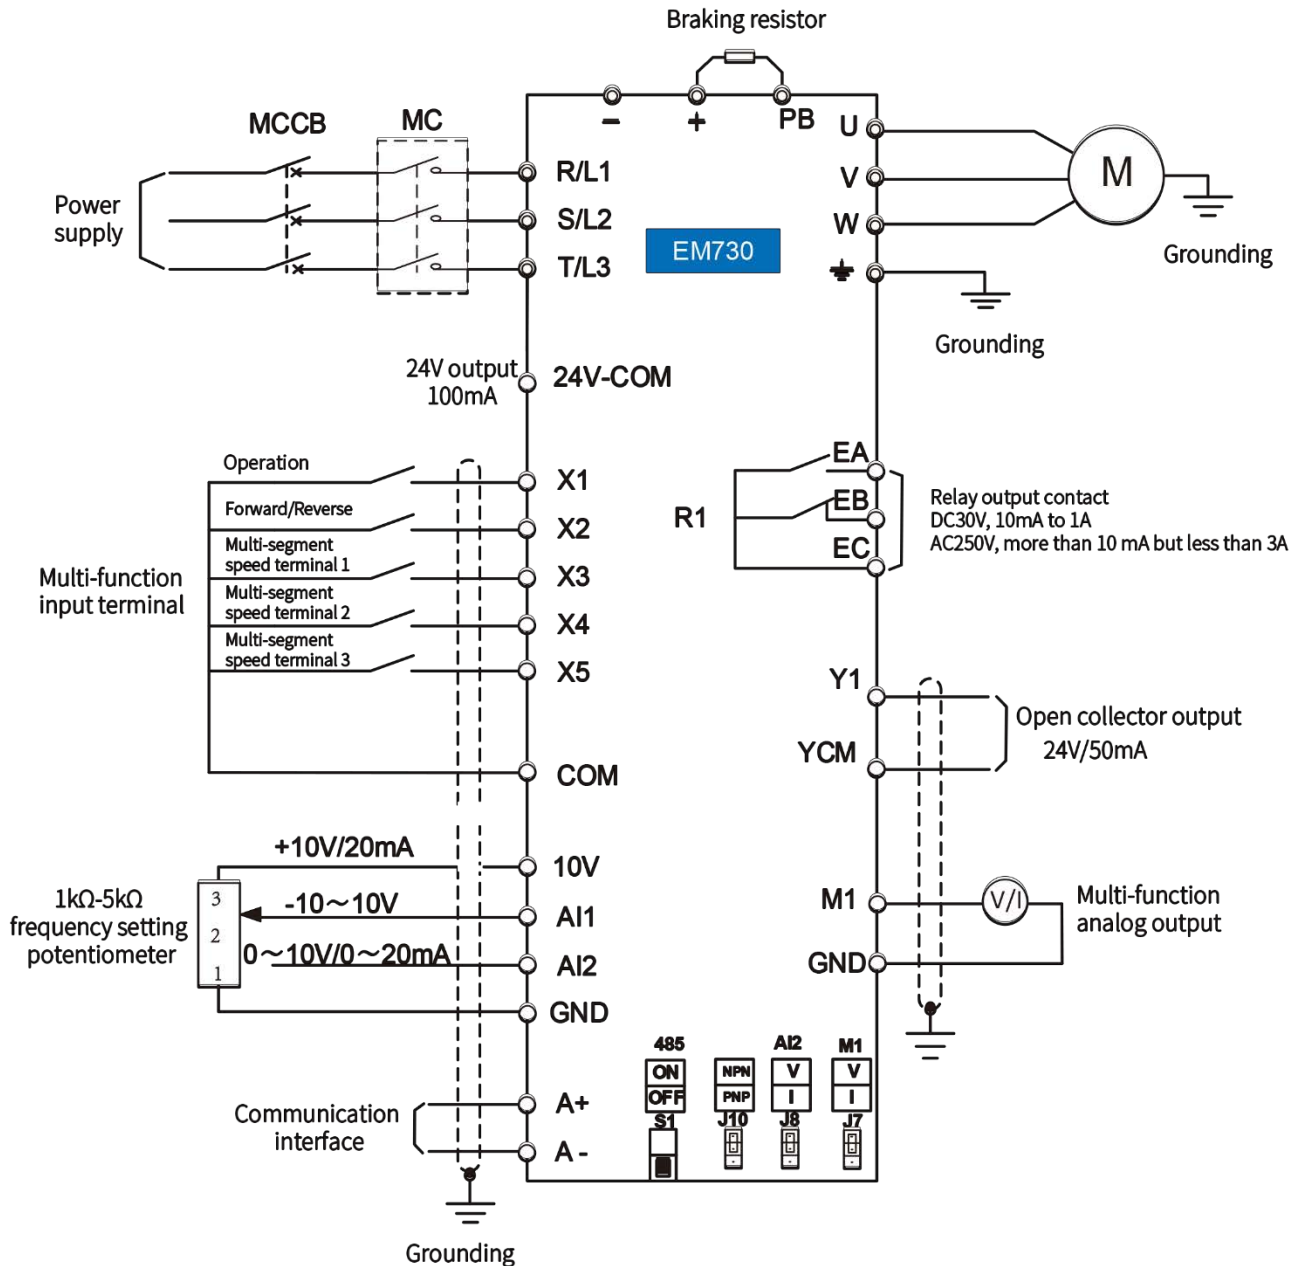 Braking resistor
MCCB
MC
-
+
PB
U
V
W
M
R/L1
S/L2
T/L3
Power
supply
EM730
Grounding
Grounding
24V output
100mA
24V-COM
Operation
X1
Forward/Reverse
X2
Multi-segment
speed terminal 1
X3
Multi-segment
speed terminal 2
X4
Multi-segment
speed terminal 3
X5
Multi-function
input terminal
COM
EA
EB
EC
R1
Relay output contact
DC30V, 10mA to 1A
AC250V, more than 10 mA but less than 3A
Y1
YCM
Open collector output
24V/50mA
+10V/20mA
10V
-10～10V
AI1
0～10V/0～20mA
AI2
GND
1kΩ-5kΩ
frequency setting
potentiometer
3
2
1
M1
V/I
GND
Multi-function
analog output
485
ON
OFF
S1
NPN
PNP
J10
AI2
V
I
J8
M1
V
I
J7
Communication
interface
A+
A-
Grounding